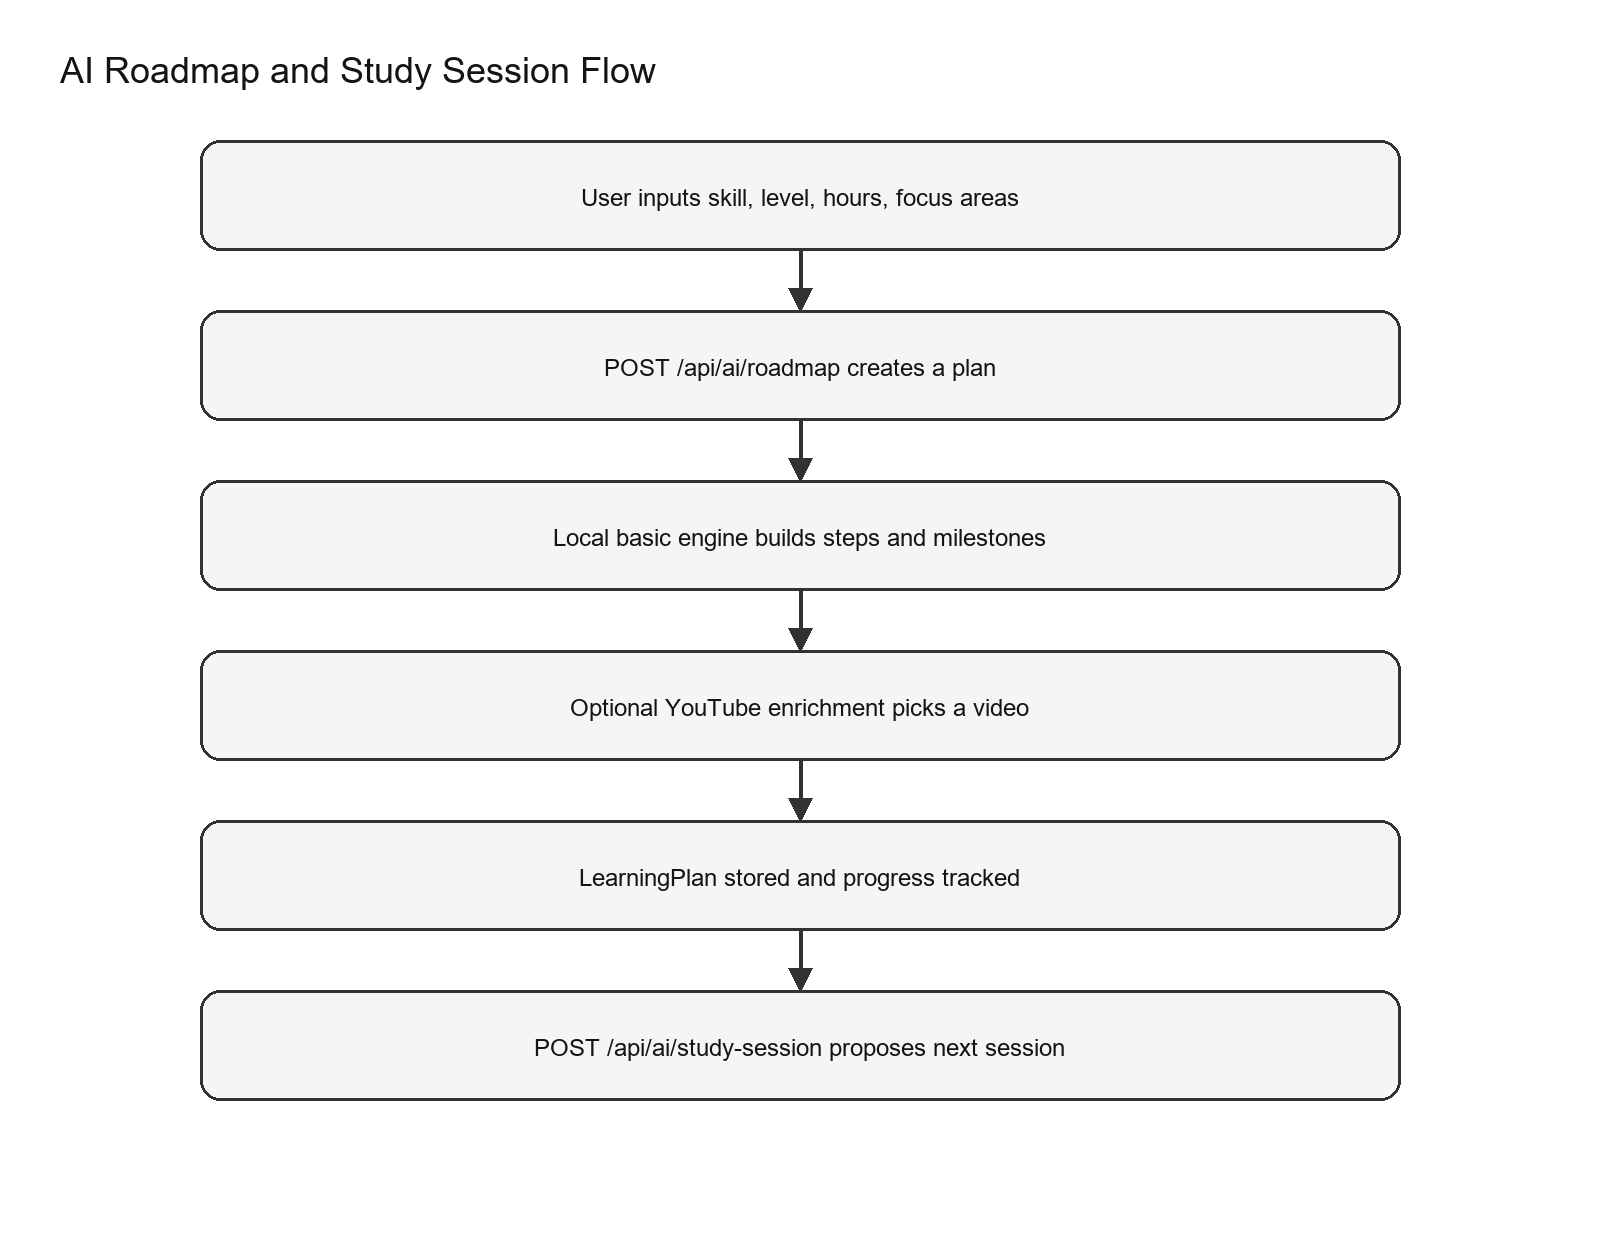 AI Roadmap and Study Session Flow
User inputs skill, level, hours, focus areas
POST /api/ai/roadmap creates a plan
Local basic engine builds steps and milestones
Optional YouTube enrichment picks a video
LearningPlan stored and progress tracked
POST /api/ai/study-session proposes next session